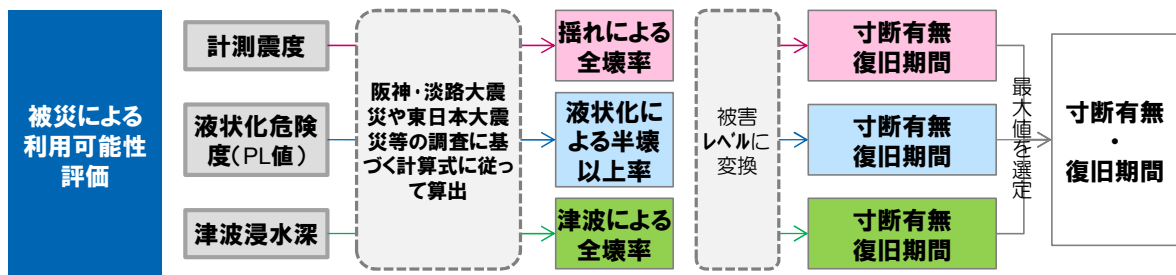 被災による
利用可能性
評価
計測震度
液状化危険
度(PL値)
津波浸水深
阪神・淡路大震
災や東日本大震
災等の調査に基
づく計算式に従っ
て算出
揺れによる
全壊率
液状化に
よる半壊
以上率
津波による
全壊率
被害
レベルに
変換
寸断有無
復旧期間
寸断有無
復旧期間
寸断有無
復旧期間
最大値を選定
寸断有無
・
復旧期間